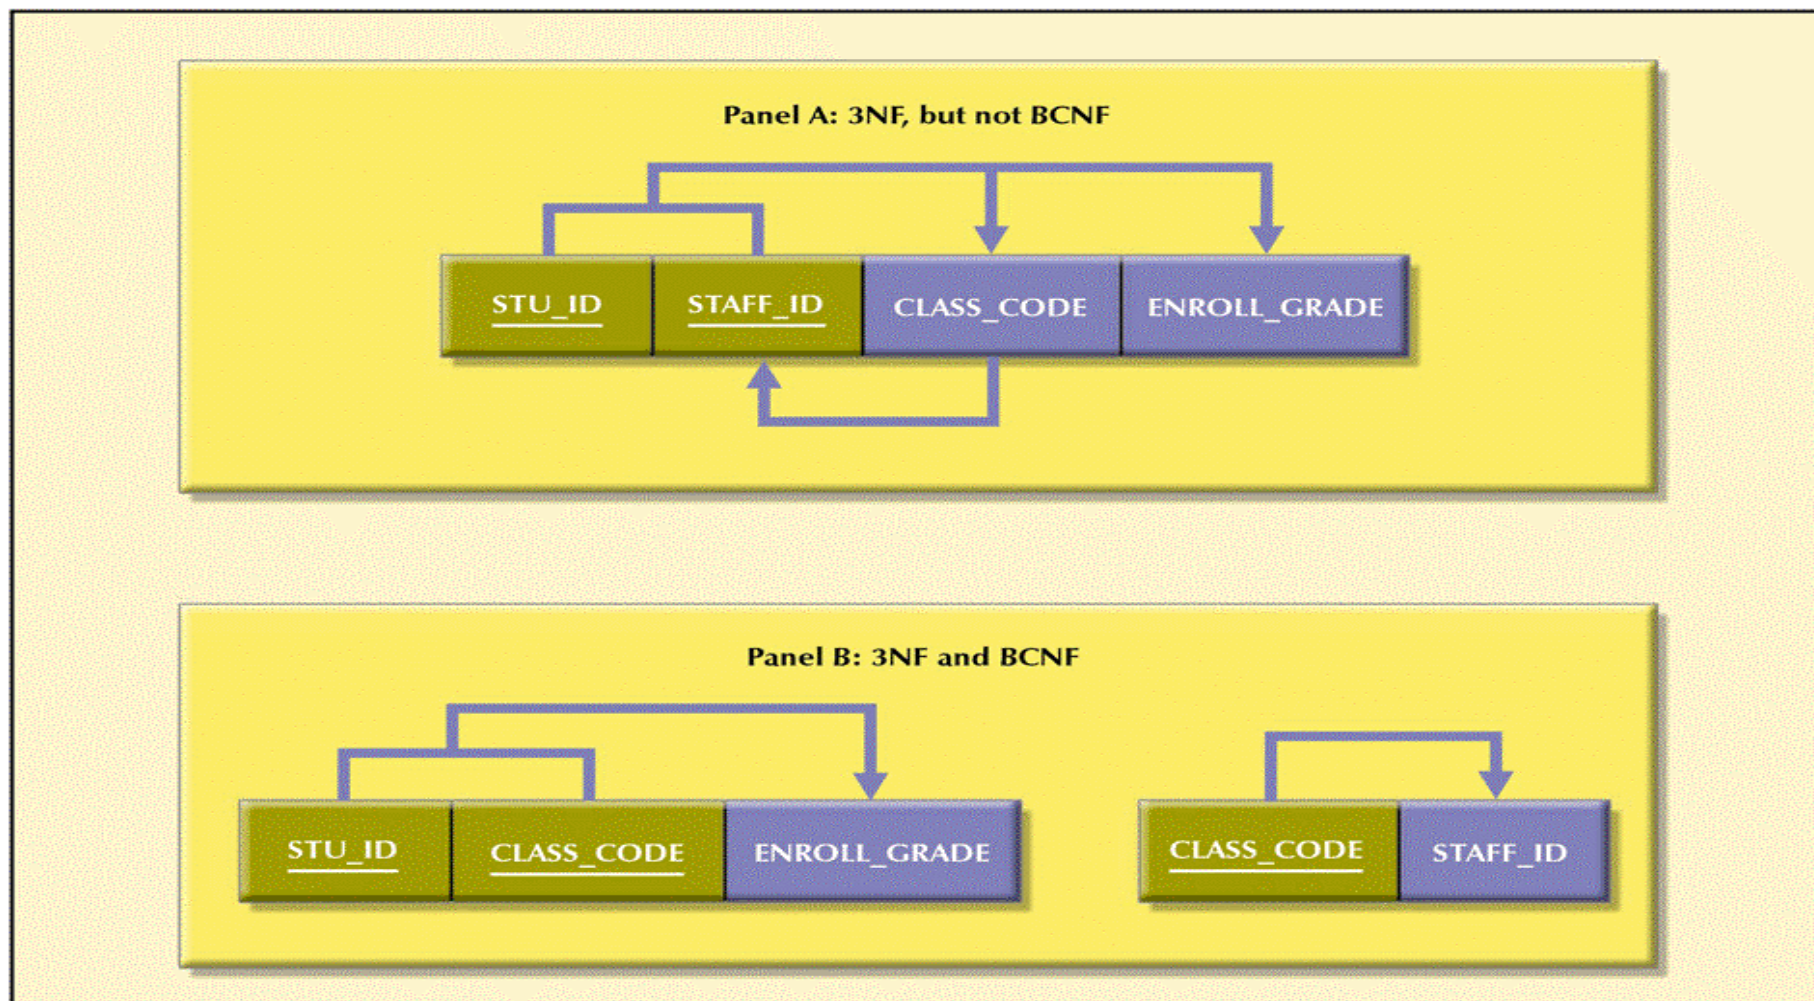 Panel A: 3NF, but not BCNF
STU_ID STAFF_ID CLASS_CODE ENROLL_GRADE
Panel B: 3NF and BCNF
STU_ID CLASS_CODE ENROLL_GRADE CLASS_CODE STAFF_ID